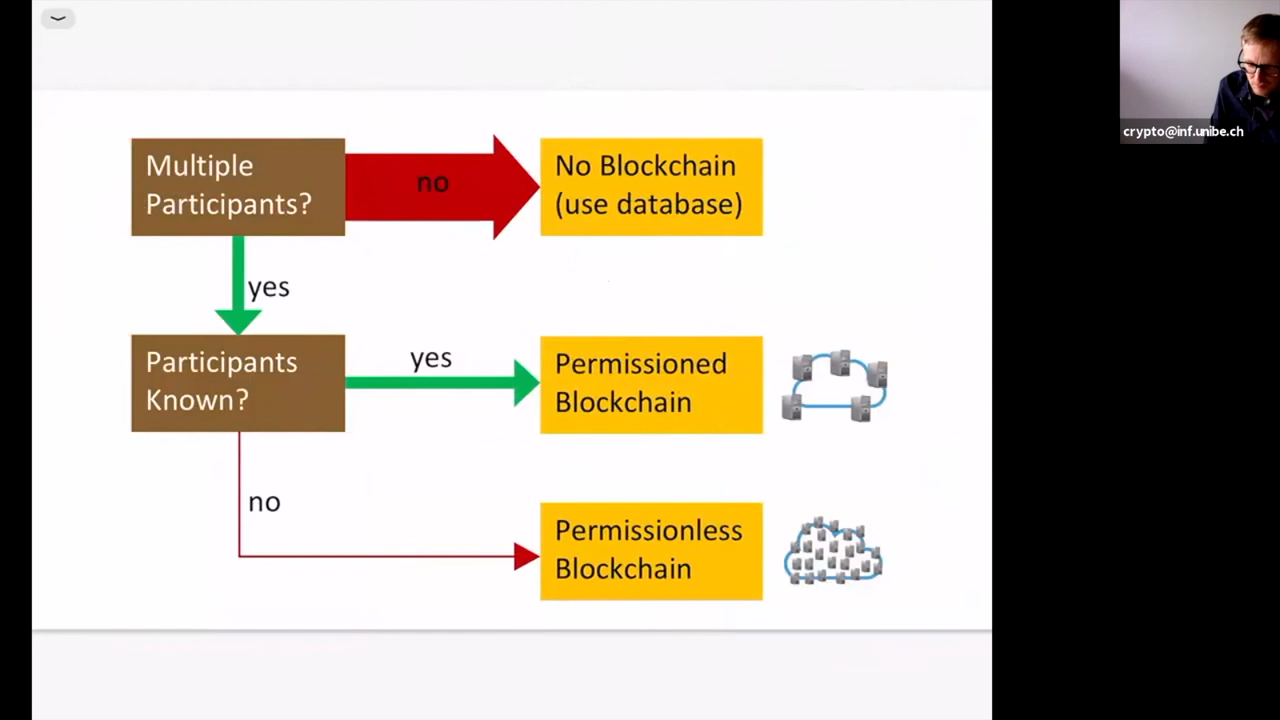 crypto@inf.unibe.ch
Multiple
Participants?
no
No Blockchain
(use database)
yes
Participants
Known?
yes
Permissioned
Blockchain
no
Permissionless
Blockchain